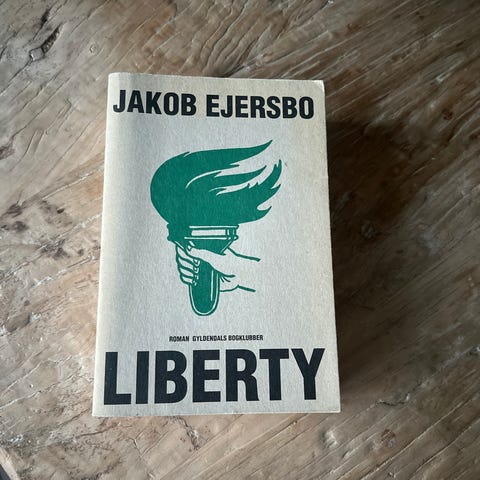 JAKOB EJERSBO
ROMAN GYLDENDALS BOGKLUBBER
LIBERTY